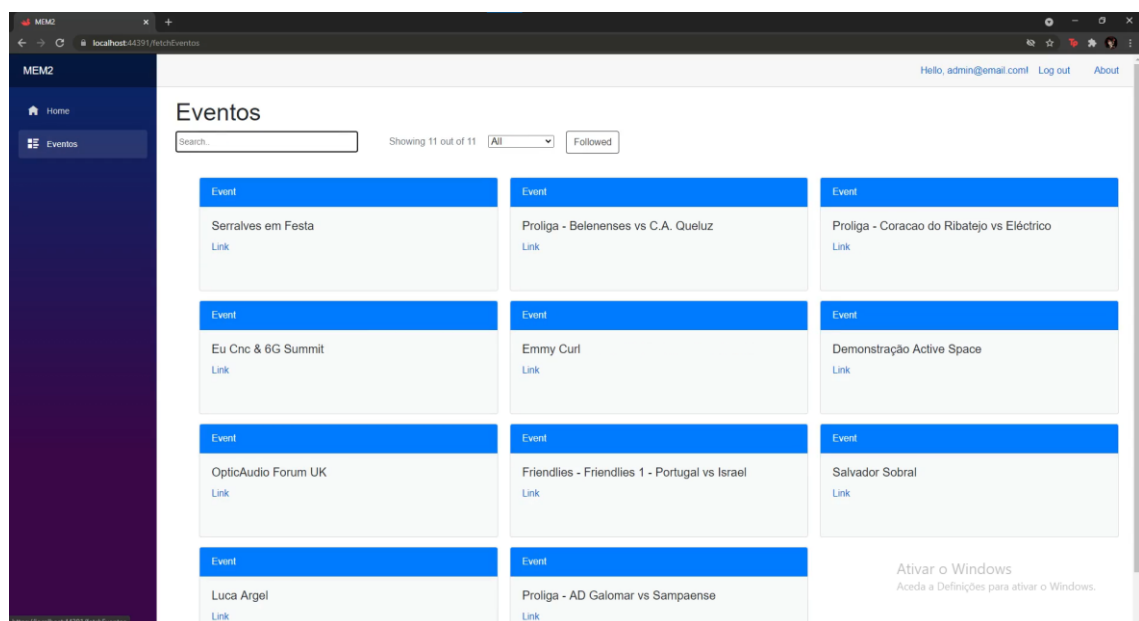 MEM2
localhost:44391/fetchEvents
MEM2
Hello, admin@email.com! Log out About
Home
Eventos
Eventos
Search..
Showing 11 out of 11 All Followed
Event Event Event
Serralves em Festa Proliga - Belenenses vs C.A. Queluz Proliga - Coracao do Ribatejo vs Eléctrico
Link Link Link
Event Event Event
Eu Cnc & 6G Summit Emmy Curl Demonstração Active Space
Link Link Link
Event Event Event
OpticAudio Forum UK Friendlies - Friendlies 1 - Portugal vs Israel Salvador Sobral
Link Link Link
Event Event
Luca Argel Proliga - AD Galomar vs Sampaense
Link Link
Ativar o Windows
Aceda a Definições para ativar o Windows.